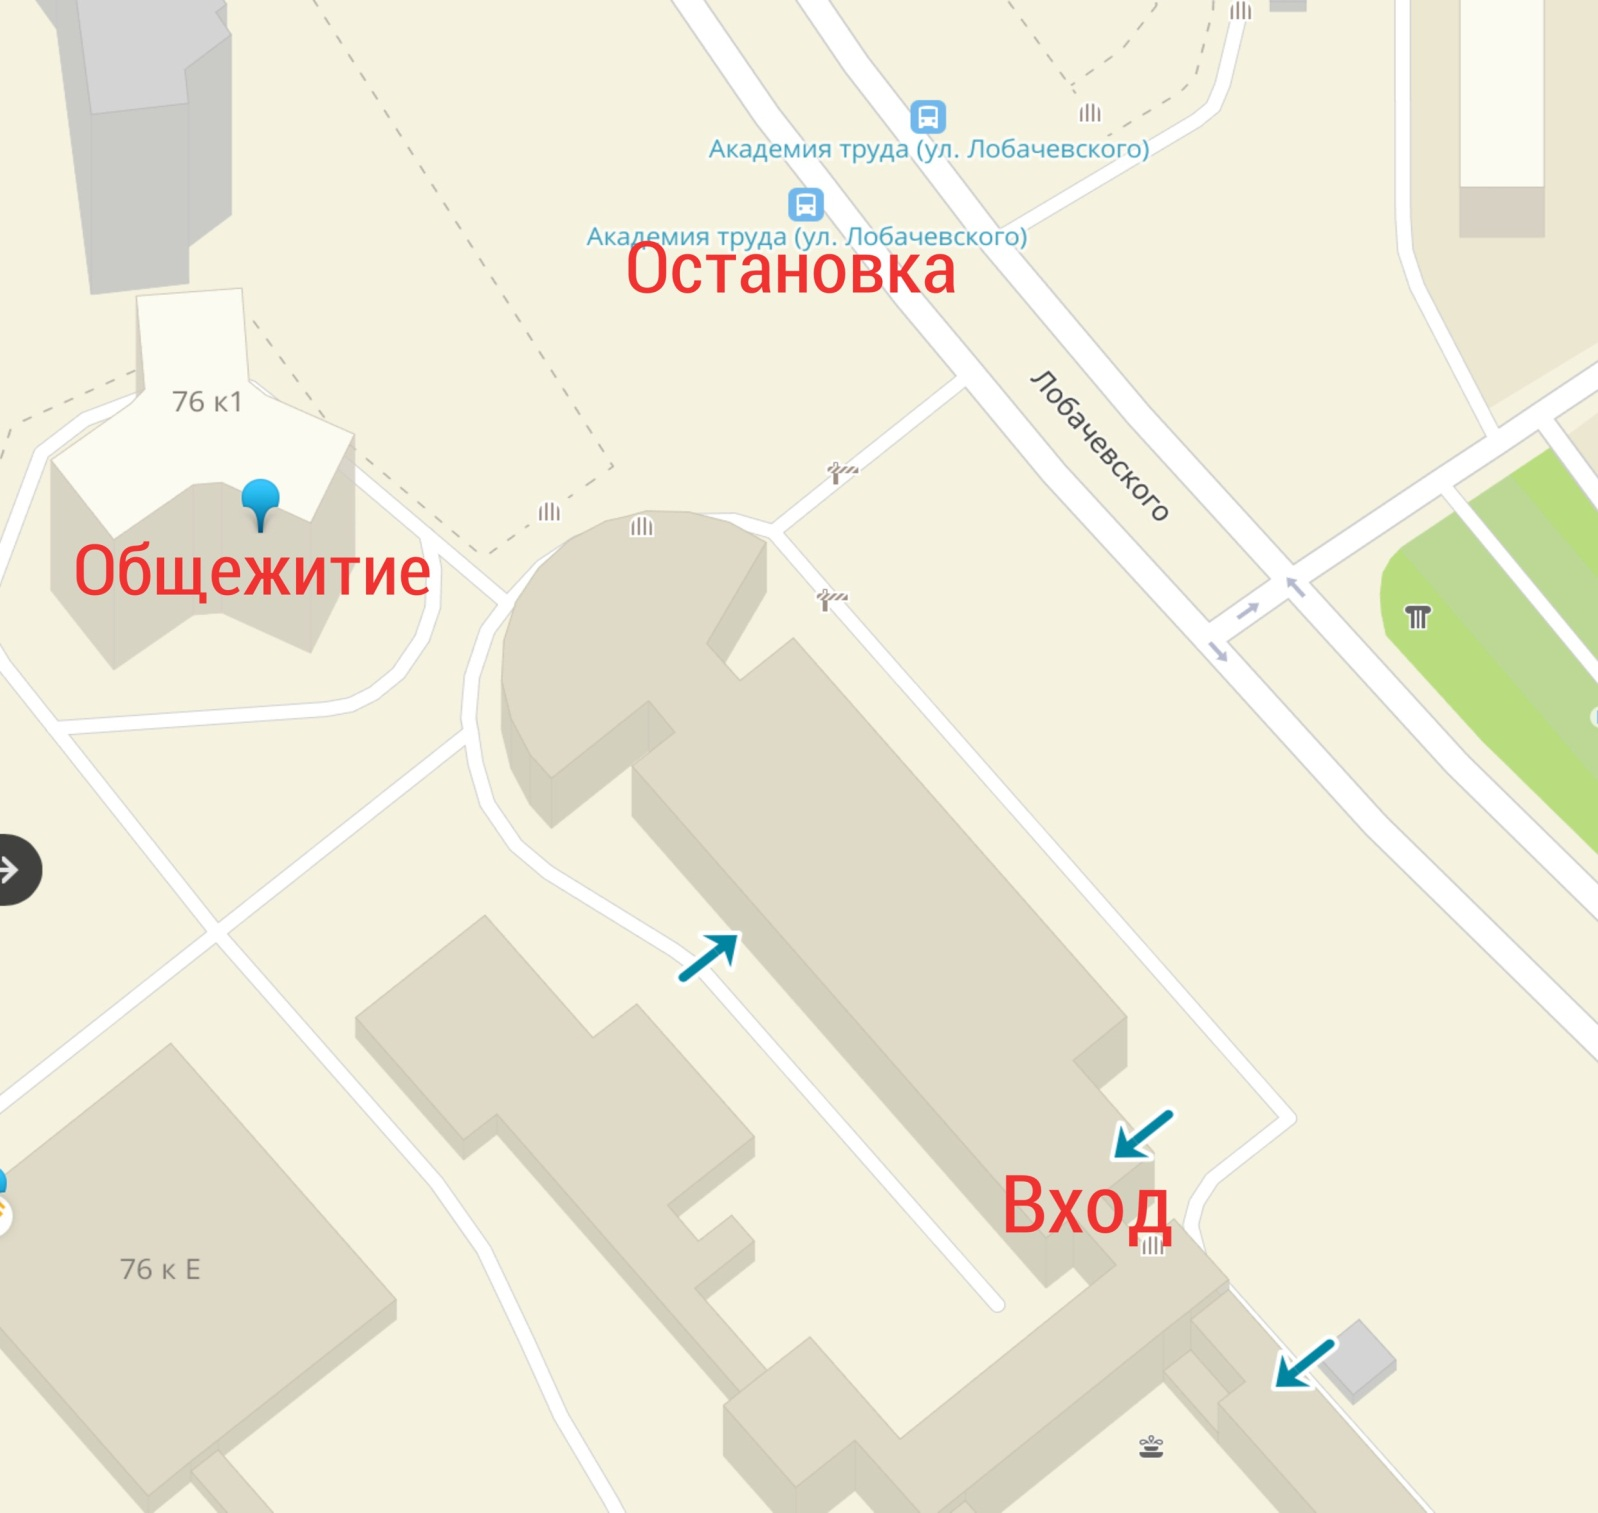 Академия труда (ул. Лобачевского)
Академия труда (ул. Лобачевского)
Остановка
Лобачевского
76 к1
Общежитие
Вход
76 к Е